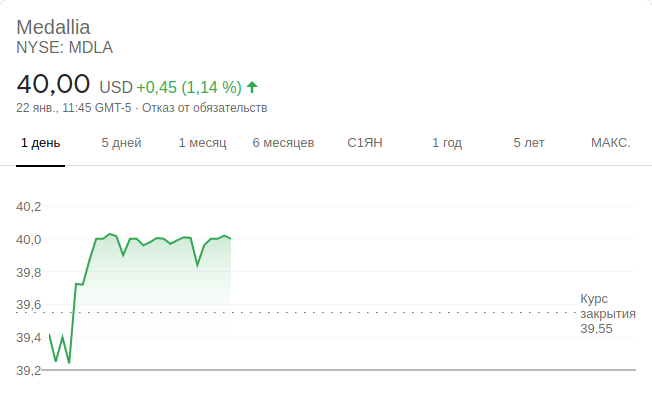 Medallia
NYSE: MDLA
40,00 USD +0,45 (1,14 %)
22 янв., 11:45 GMT-5 · Отказ от обязательств
1 день 5 дней 1 месяц 6 месяцев С1ЯН 1 год 5 лет МАКС.
40,2
40,0
39,8
39,6
Курс
закрытия
39,55
39,4
39,2